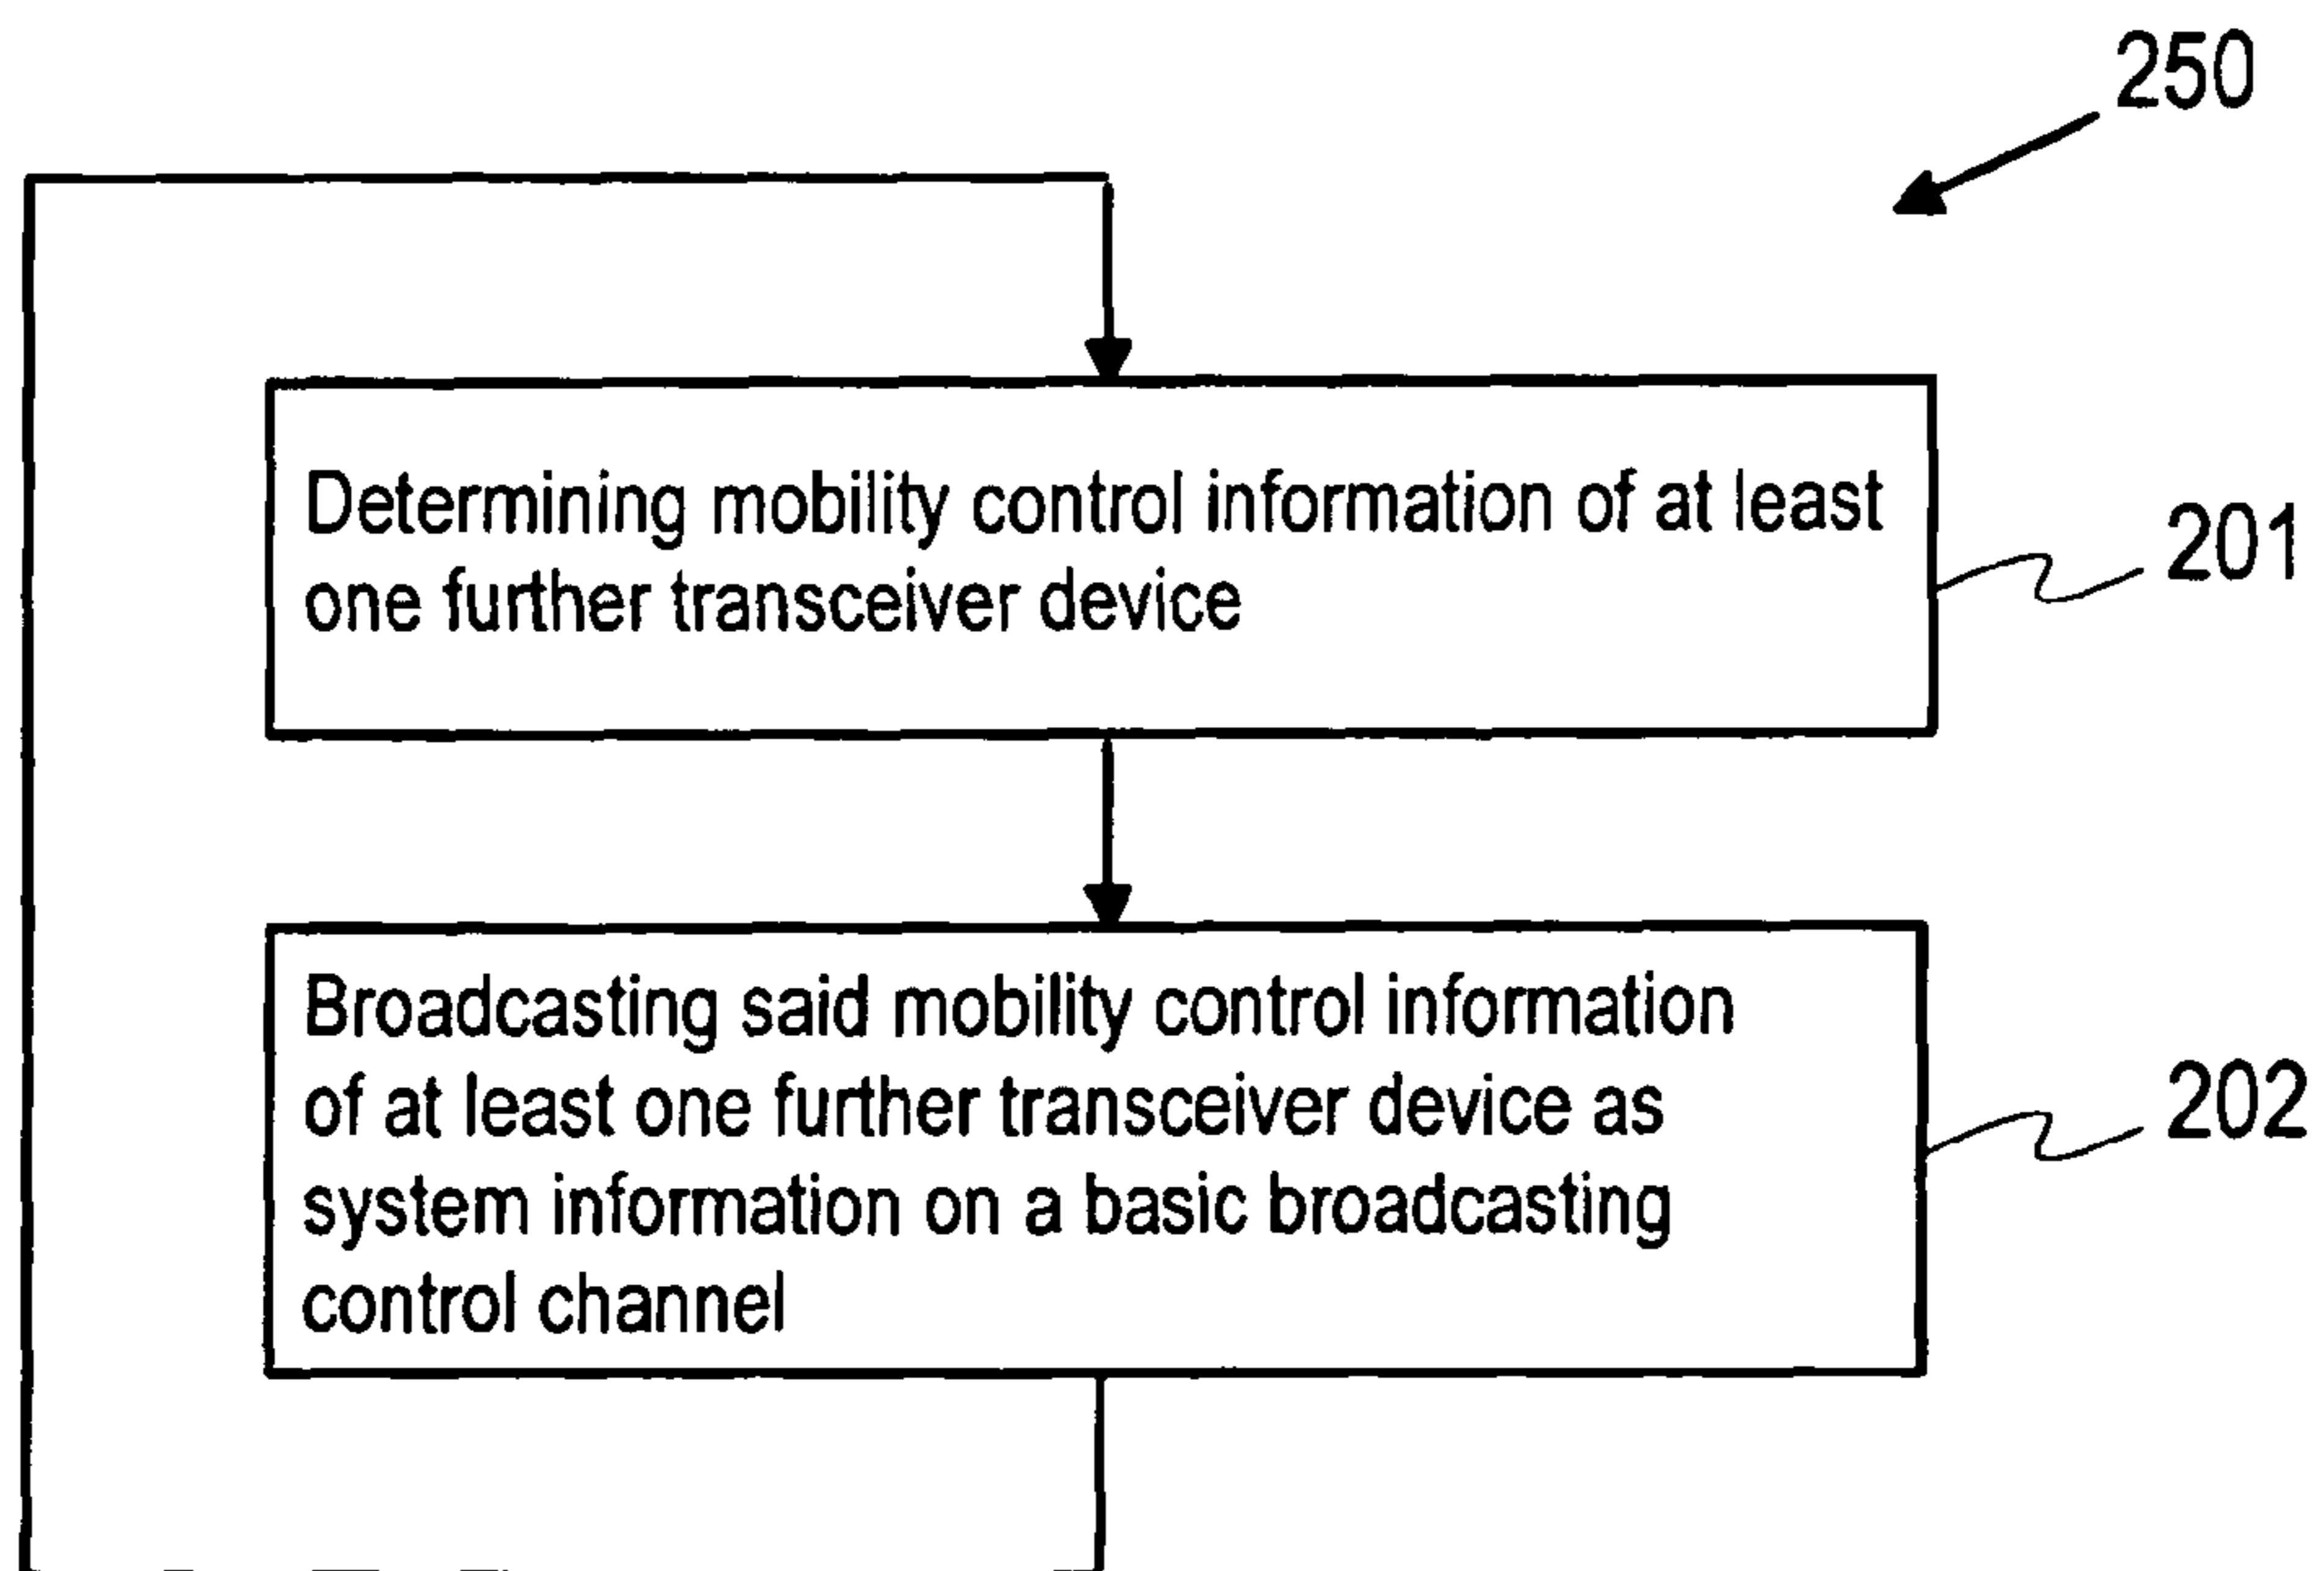 250
Determining mobility control information of at least
one further transceiver device
201
Broadcasting said mobility control information
of at least one further transceiver device as
system information on a basic broadcasting
control channel
202